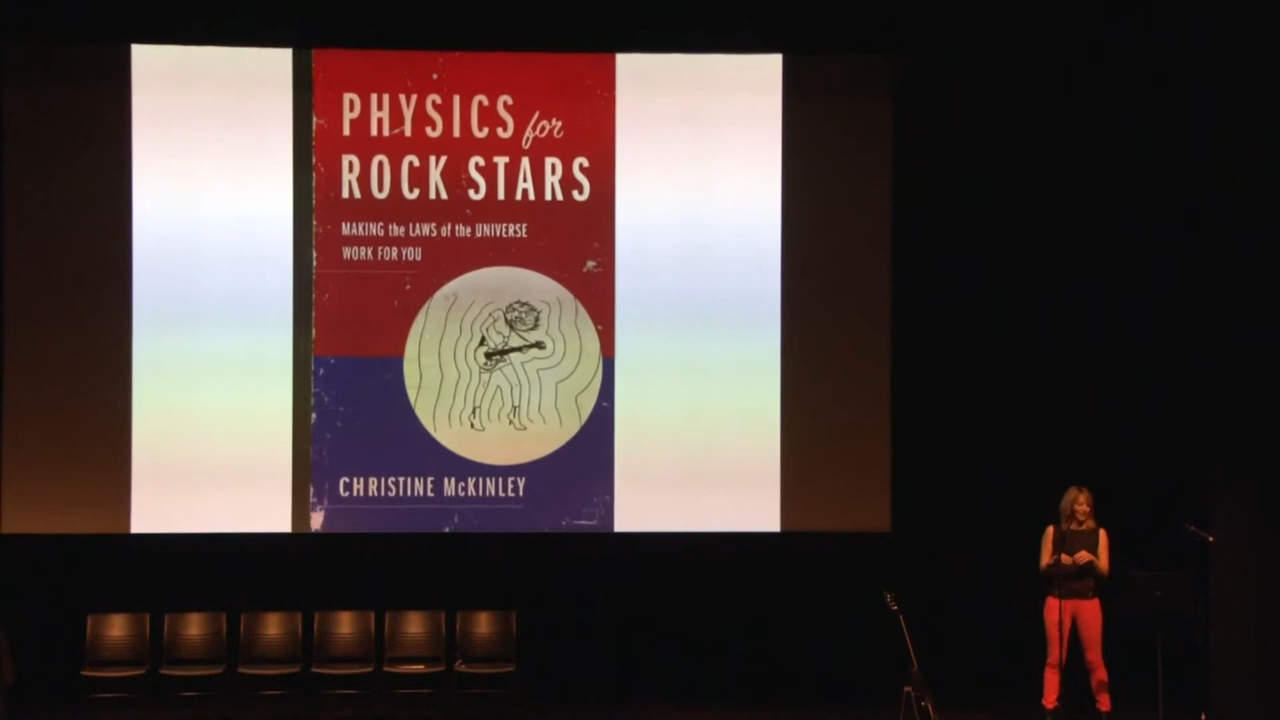 PHYSICS for
ROCK STARS
MAKING the LAWS of the UNIVERSE
WORK FOR YOU
CHRISTINE McKINLEY